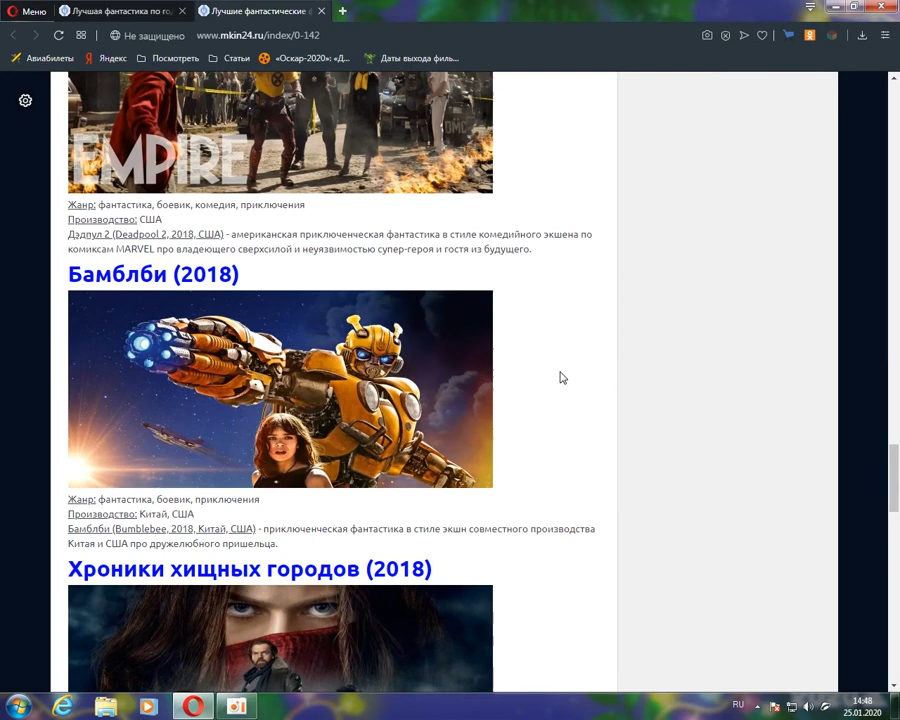 Меню
Лучшая фантастика по го
Лучшие фантастические ф
Не защищено
www.mkin24.ru/index/0-142
Авиабилеты
Яндекс
Посмотреть
Статьи
«Оскар-2020»: «Д...
Даты выхода филь...
EMPIRE
Жанр: фантастика, боевик, комедия, приключения
Производство: США
Дэдпул 2 (Deadpool 2, 2018, США) - американская приключенческая фантастика в стиле комедийного экшена по
комиксам MARVEL про владеющего сверхсилой и неуязвимостью супер-героя и гостя из будущего.
Бамблби (2018)
Жанр: фантастика, боевик, приключения
Производство: Китай, США
Бамблби (Bumblebee, 2018, Китай, США) - приключенческая фантастика в стиле экшн совместного производства
Китая и США про дружелюбного пришельца.
Хроники хищных городов (2018)
RU
14:48
25.01.2020